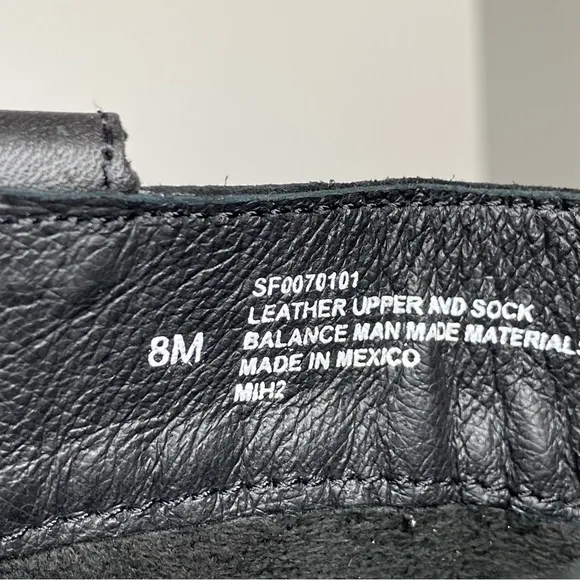 8M
SF0070101
LEATHER UPPER AND SOCK
BALANCE MAN MADE MATERIALS
MADE IN MEXICO
MIH2